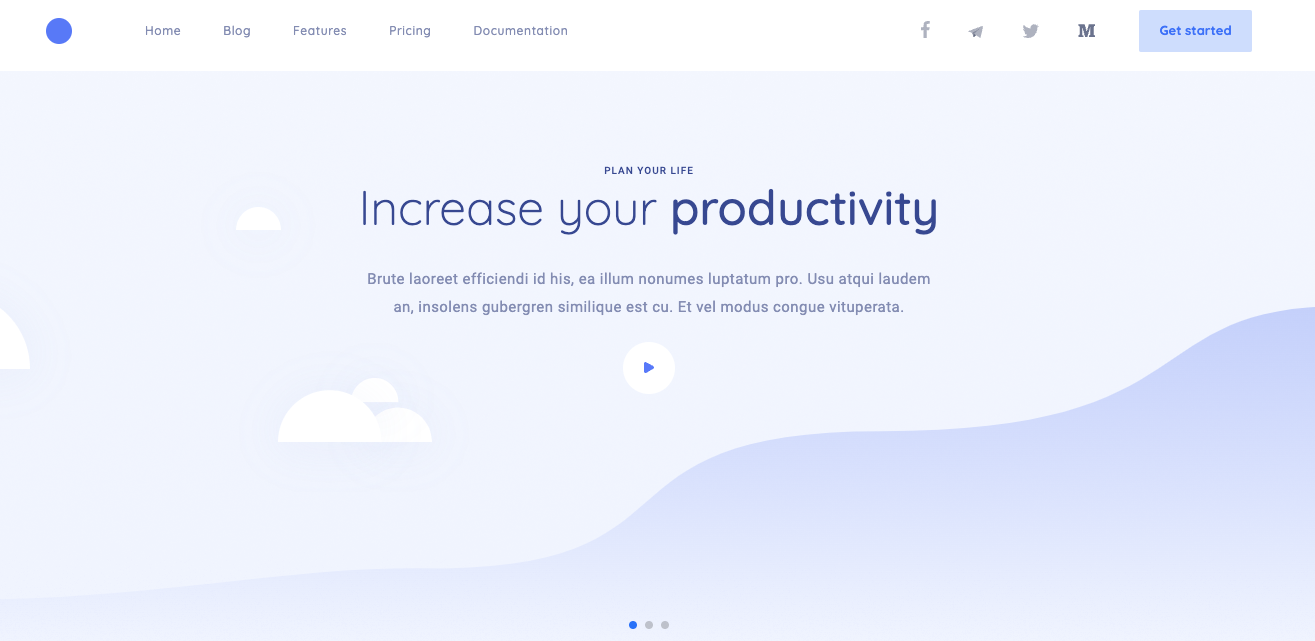 Home Blog Features Pricing Documentation Get started
PLAN YOUR LIFE
Increase your productivity
Brute laoreet efficiendi id his, ea illum nonumes luptatum pro. Usu atqui laudem
an, insolens gubergren similique est cu. Et vel modus congue vituperata.